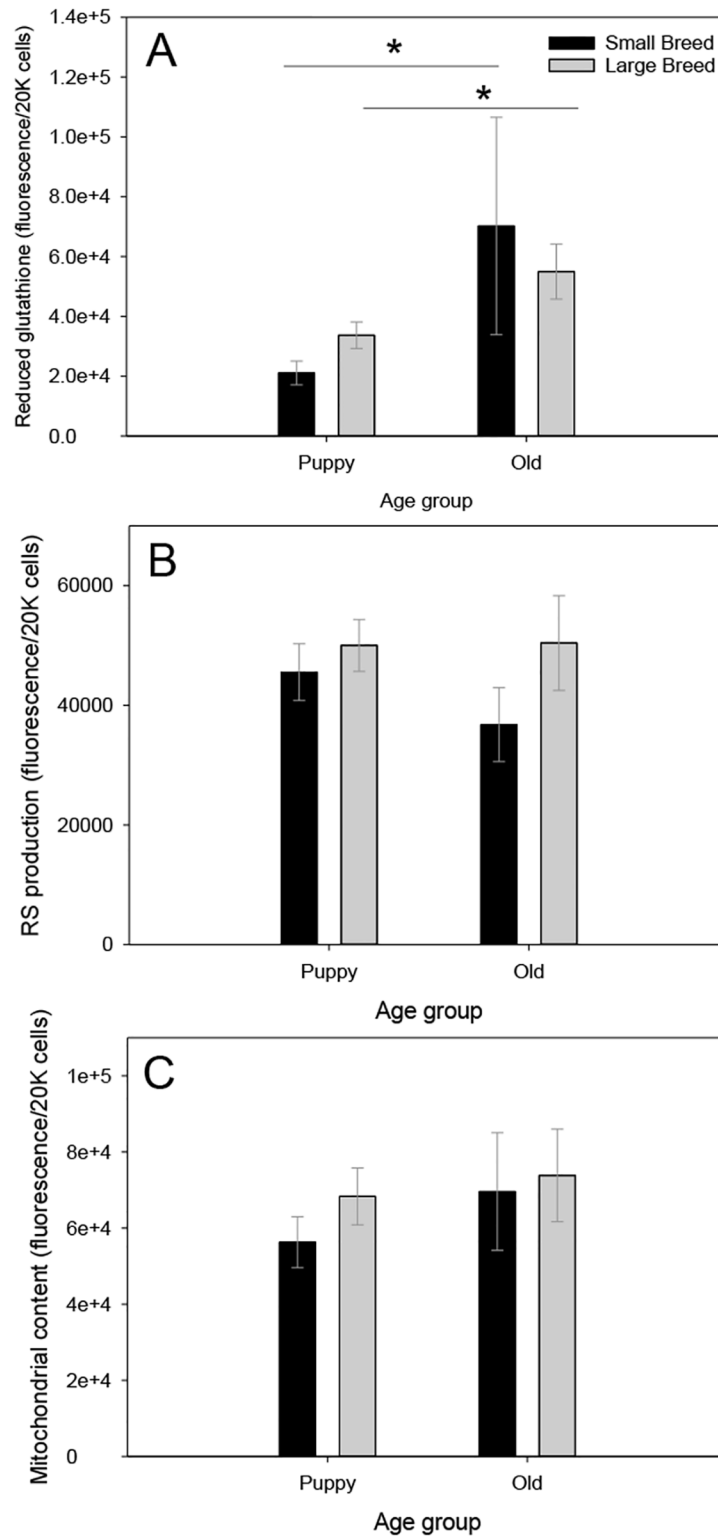 A
Small Breed
Large Breed
*
*
Reduced glutathione (fluorescence/20K cells)
1.4e+5
1.2e+5
1.0e+5
8.0e+4
6.0e+4
4.0e+4
2.0e+4
0.0
Puppy Old
Age group
B
RS production (fluorescence/20K cells)
60000
40000
20000
0
Puppy Old
Age group
C
Mitochondrial content (fluorescence/20K cells)
1e+5
8e+4
6e+4
4e+4
2e+4
0
Puppy Old
Age group